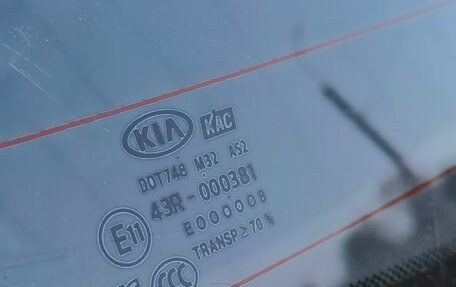 KIA KAC
DOT748 M32 AS2
43R-000381
E000008
E11 TRANSP≥70%
CCC